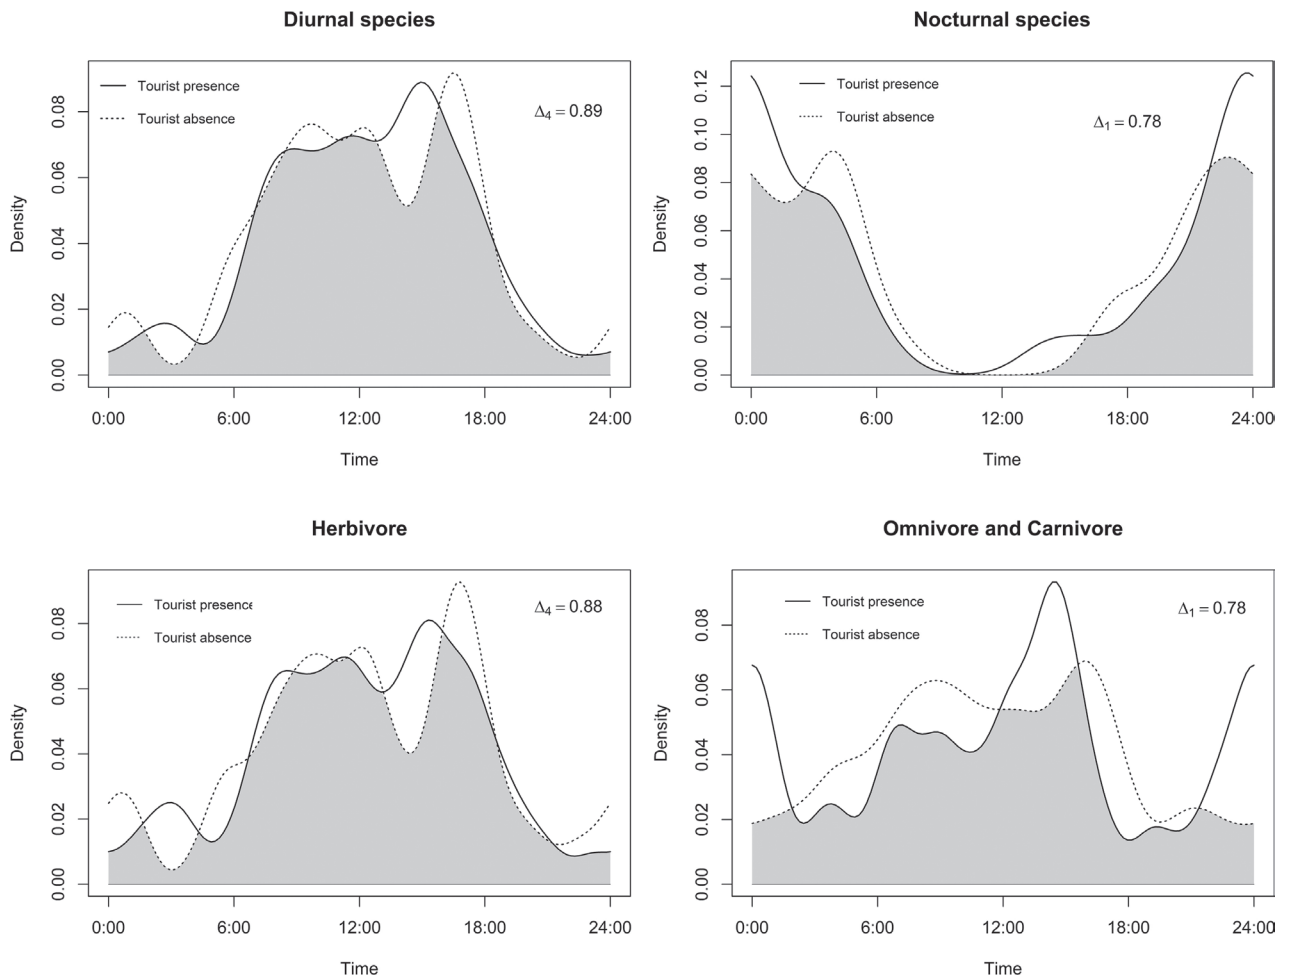 Diurnal species
Tourist presence
Tourist absence
Δ4 = 0.89
Density
0.00 0.02 0.04 0.06 0.08
0:00 6:00 12:00 18:00 24:00
Time
Nocturnal species
Tourist presence
Tourist absence
Δ1 = 0.78
Density
0.00 0.02 0.04 0.06 0.08 0.10 0.12
0:00 6:00 12:00 18:00 24:00
Time
Herbivore
Tourist presence
Tourist absence
Δ4 = 0.88
Density
0.00 0.02 0.04 0.06 0.08
0:00 6:00 12:00 18:00 24:00
Time
Omnivore and Carnivore
Tourist presence
Tourist absence
Δ1 = 0.78
Density
0.00 0.02 0.04 0.06 0.08
0:00 6:00 12:00 18:00 24:00
Time